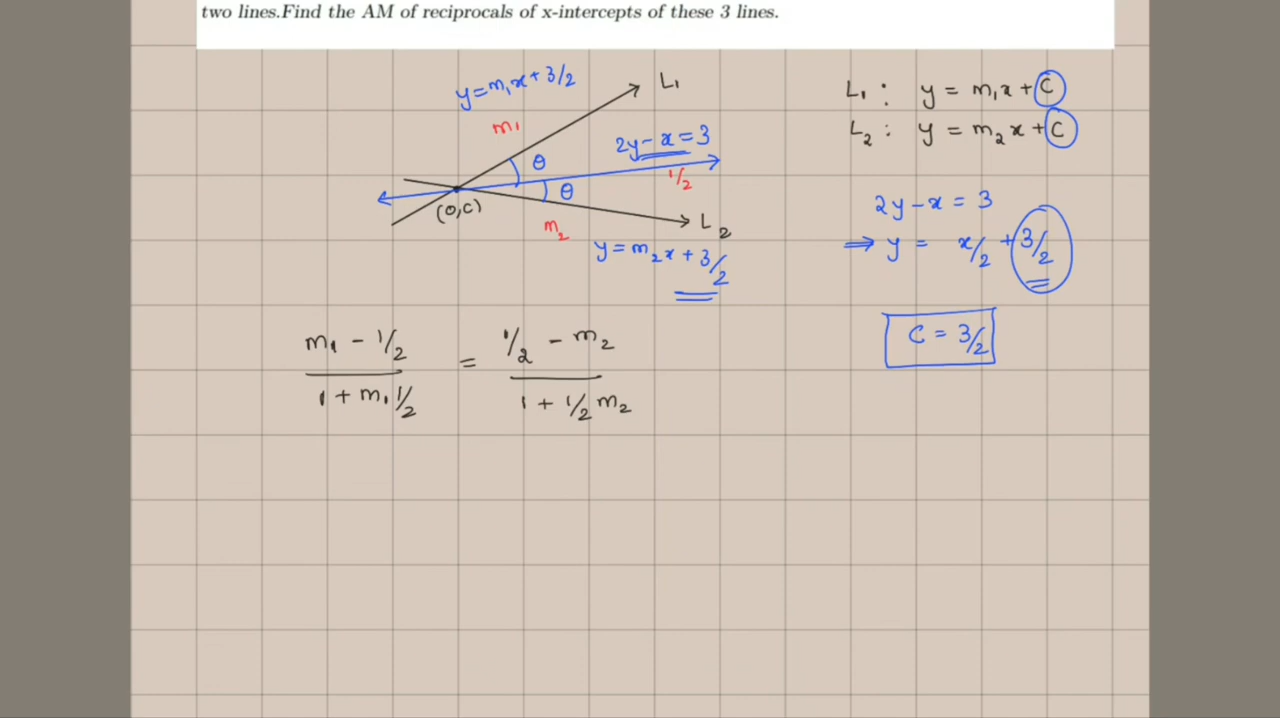 two lines.Find the AM of reciprocals of x-intercepts of these 3 lines.
y=m₁x+3/2
L₁
m₁
2y-x=3
θ
1/2
θ
(0,c)
m₂
L₂
y=m₂x+3/2
L₁ : y = m₁x+c
L₂ : y = m₂x+c
2y-x = 3
⇒ y = x/2 + 3/2
c = 3/2
(m₁ - 1/2)/(1 + m₁ 1/2) = (1/2 - m₂)/(1 + 1/2 m₂)